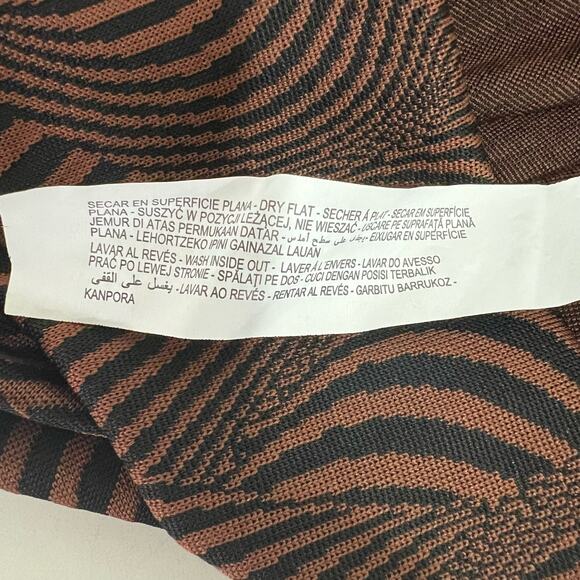 SECAR EN SUPERFICIE PLANA - DRY FLAT - SECHER À PLAT - SECAR EM SUPERFÍCIE
PLANA - SUSZYĆ W POZYCJI LEŻĄCEJ, NIE WIESZAĆ - USCARE PE SUPRAFAȚĂ PLANĂ
JEMUR DI ATAS PERMUKAAN DATAR - يجفف على سطح أملس - EIXUGAR EN SUPERFÍCIE
PLANA - LEHORTZEKO IPINI GAINAZAL LAUAN
LAVAR AL REVÉS - WASH INSIDE OUT - LAVER À L'ENVERS - LAVAR DO AVESSO
PRAĆ PO LEWEJ STRONIE - SPĂLAȚI PE DOS - CUCI DENGAN POSISI TERBALIK
يغسل على القفى - LAVAR AO REVÉS - RENTAR AL REVÉS - GARBITU BARRUKOZ -
KANPORA